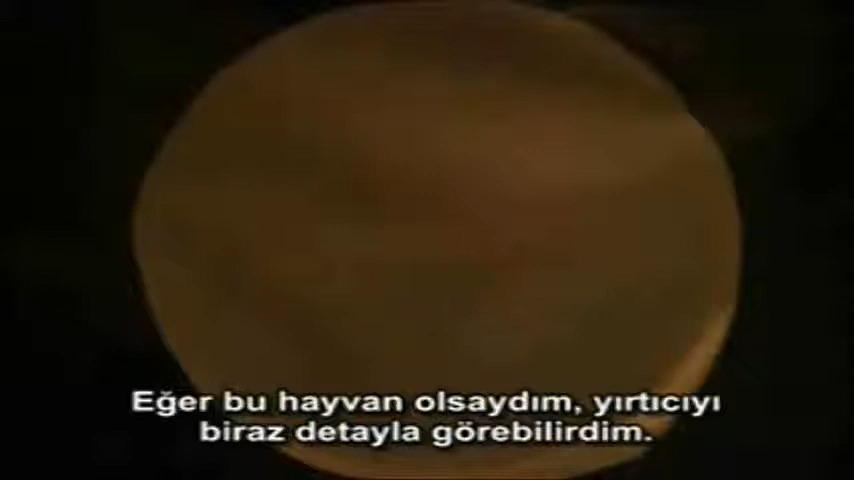 Eğer bu hayvan olsaydım, yırtıcıyı
biraz detayla görebilirdim.